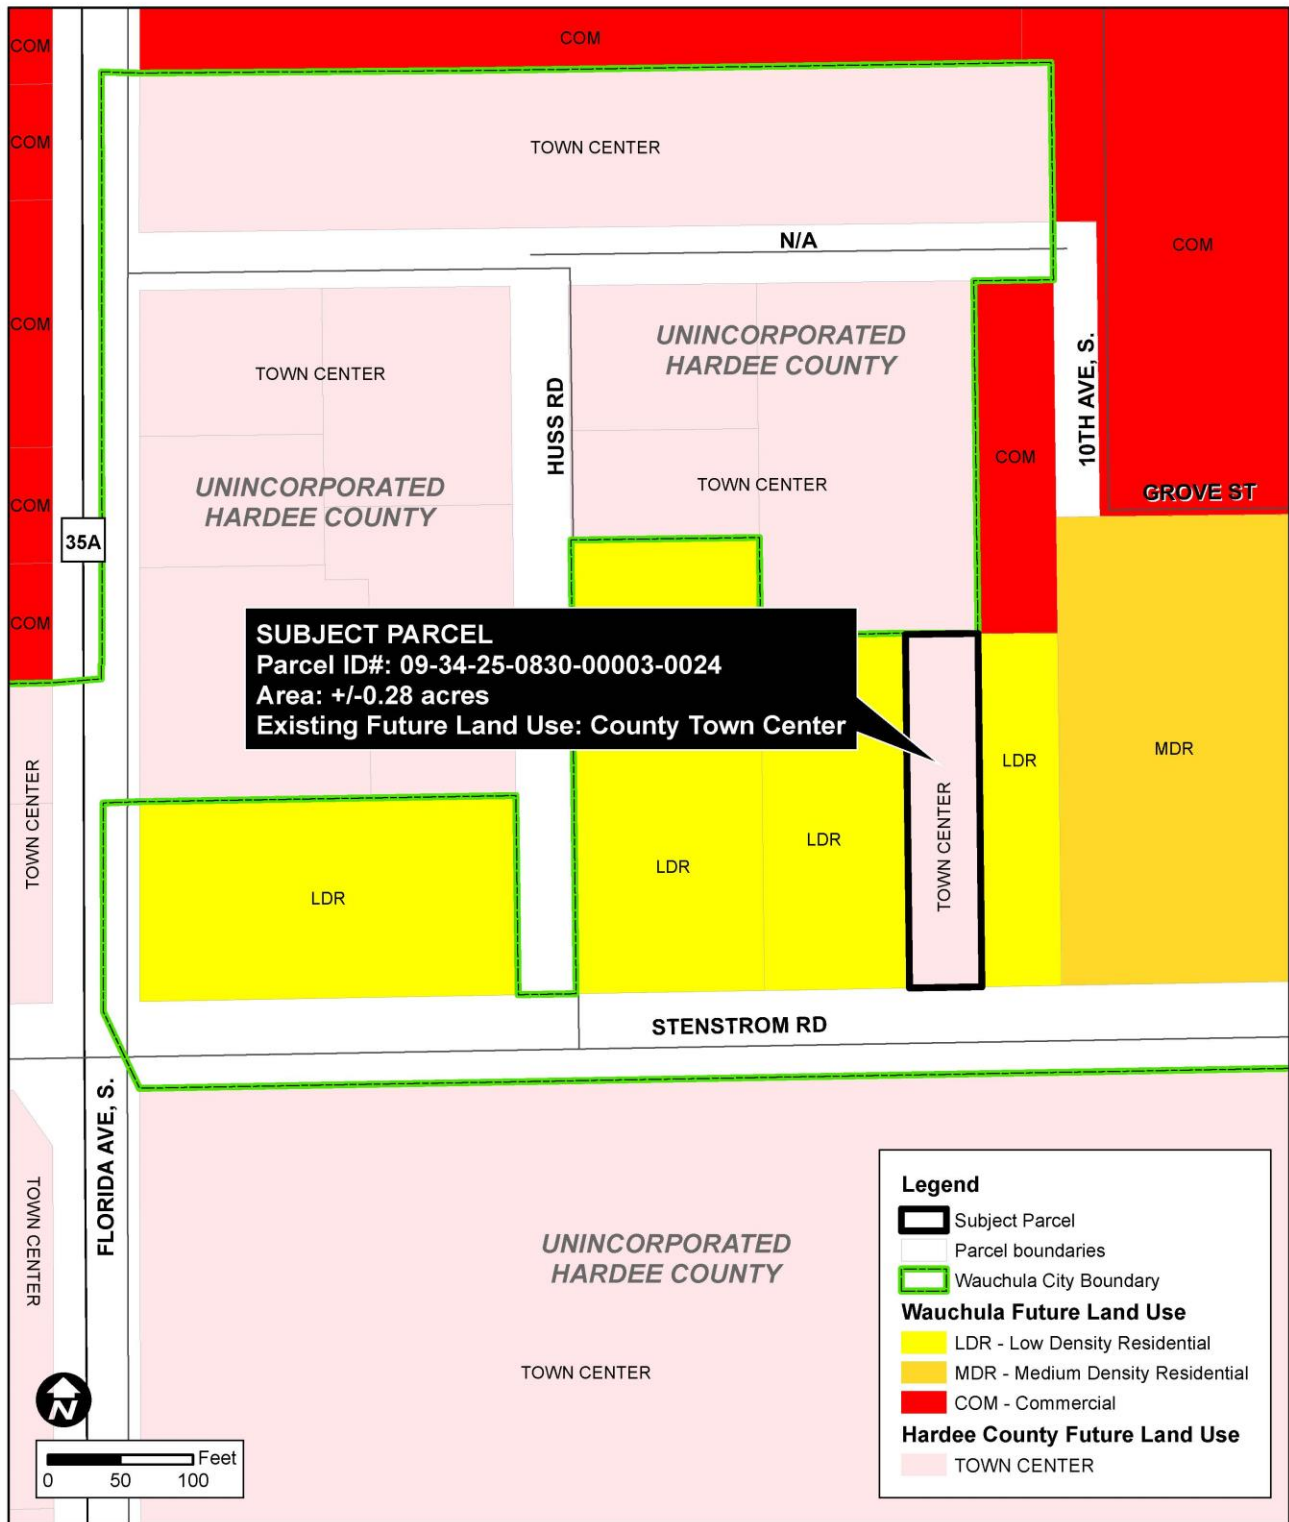 COM
COM
TOWN CENTER
COM
N/A
COM
UNINCORPORATED
HARDEE COUNTY
COM
TOWN CENTER
HUSS RD
10TH AVE, S.
COM
TOWN CENTER
UNINCORPORATED
HARDEE COUNTY
GROVE ST
COM
35A
COM
SUBJECT PARCEL
Parcel ID#: 09-34-25-0830-00003-0024
Area: +/-0.28 acres
Existing Future Land Use: County Town Center
LDR
MDR
TOWN CENTER
LDR
LDR
TOWN CENTER
LDR
STENSTROM RD
FLORIDA AVE, S.
TOWN CENTER
UNINCORPORATED
HARDEE COUNTY
TOWN CENTER
Legend
Subject Parcel
Parcel boundaries
Wauchula City Boundary
Wauchula Future Land Use
LDR - Low Density Residential
MDR - Medium Density Residential
COM - Commercial
Hardee County Future Land Use
TOWN CENTER
N
Feet
0 50 100